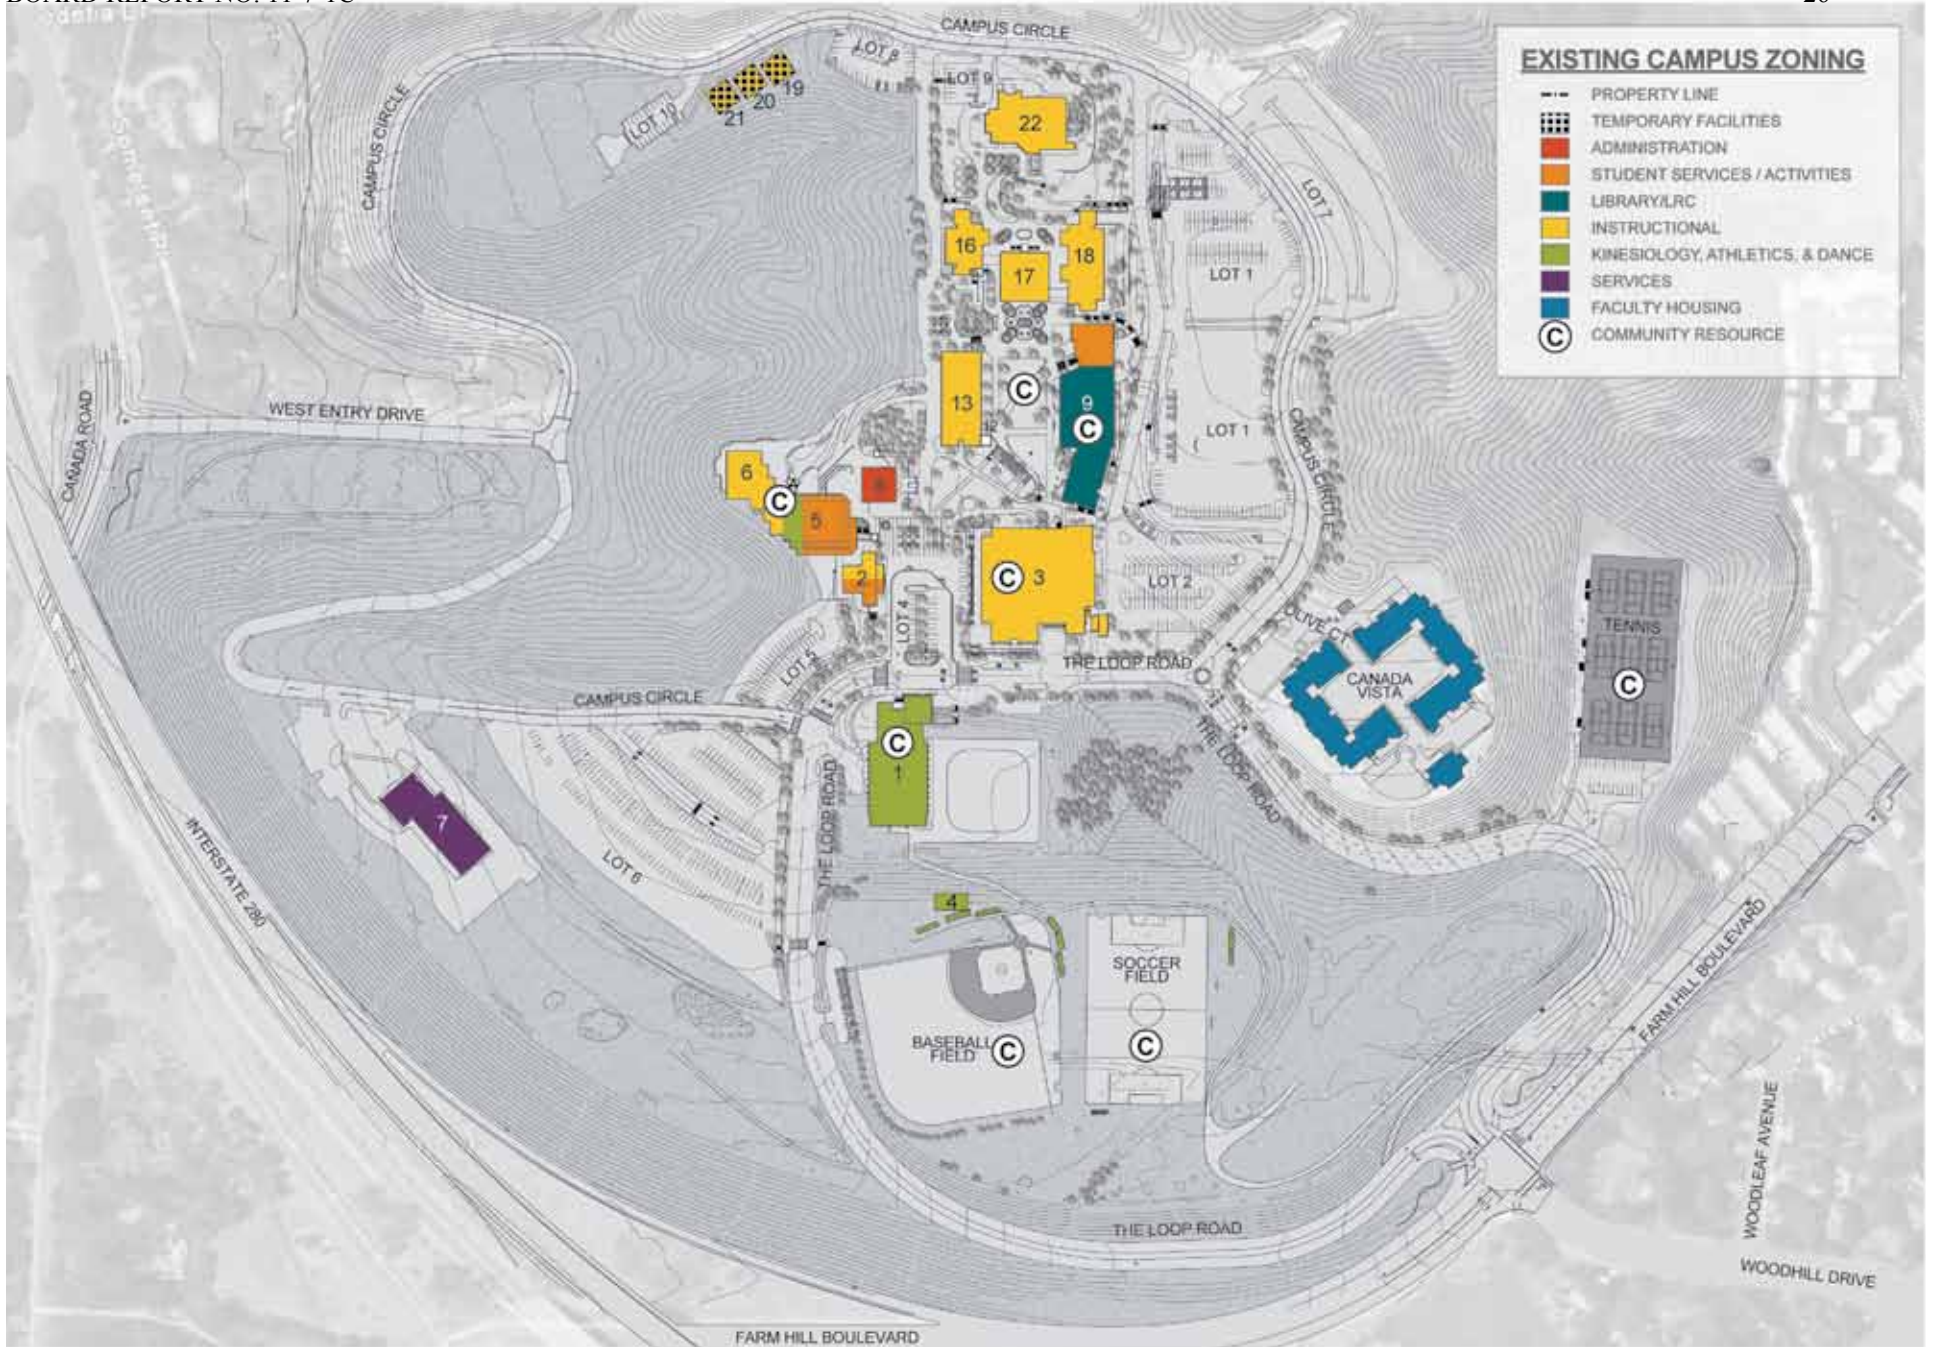 CAMPUS CIRCLE
LOT 8
LOT 9
EXISTING CAMPUS ZONING
PROPERTY LINE
TEMPORARY FACILITIES
ADMINISTRATION
STUDENT SERVICES / ACTIVITIES
LIBRARY/LRC
INSTRUCTIONAL
KINESIOLOGY, ATHLETICS, & DANCE
SERVICES
FACULTY HOUSING
C
COMMUNITY RESOURCE
19
20
21
LOT 10
CAMPUS CIRCLE
22
LOT 7
16
17
18
LOT 1
CANADA ROAD
WEST ENTRY DRIVE
13
C
9
C
LOT 1
CAMPUS CIRCLE
6
C
5
2
LOT 4
C
3
LOT 2
OLIVE CT
TENNIS
C
LOT 5
THE LOOP ROAD
CANADA
VISTA
CAMPUS CIRCLE
C
1
THE LOOP ROAD
THE LOOP ROAD
7
LOT 6
INTERSTATE 280
4
SOCCER
FIELD
C
BASEBALL
FIELD
C
FARM HILL BOULEVARD
THE LOOP ROAD
WOODLEAF AVENUE
WOODHILL DRIVE
FARM HILL BOULEVARD